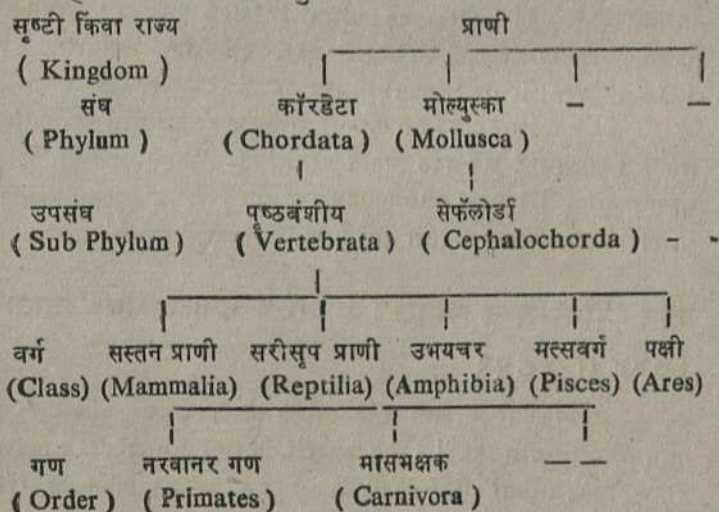 सृष्टी किंवा राज्य प्राणी
( Kingdom )
संघ कॉरडेटा मोल्युस्का – –
( Phylum ) ( Chordata ) ( Mollusca )
उपसंघ पृष्ठवंशीय सेफॅलोर्डा
( Sub Phylum ) ( Vertebrata ) ( Cephalochorda ) - -
वर्ग सस्तन प्राणी सरीसृप प्राणी उभयचर मत्सवर्ग पक्षी
(Class) (Mammalia) (Reptilia) (Amphibia) (Pisces) (Ares)
गण नरवानर गण मांसभक्षक — —
( Order ) ( Primates ) ( Carnivora )